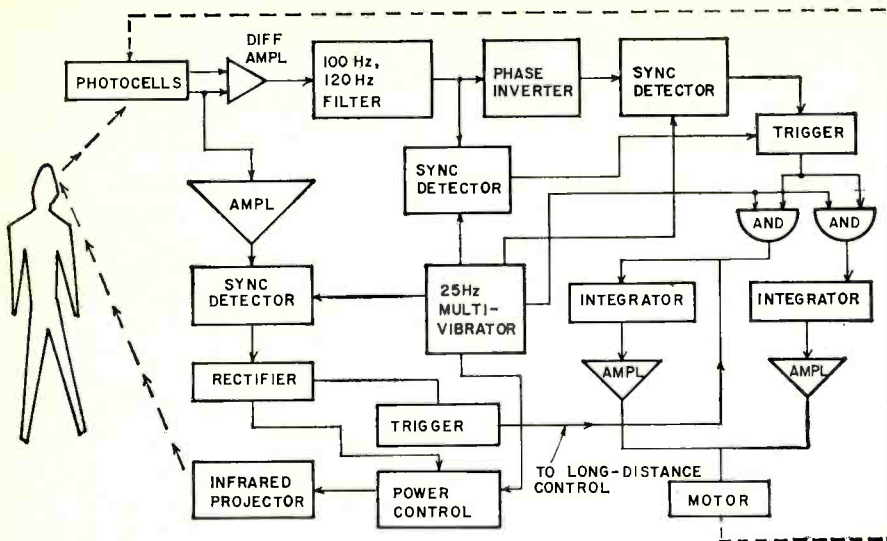 DIFF
AMPL
PHOTOCELLS
100 Hz,
120 Hz
FILTER
PHASE
INVERTER
SYNC
DETECTOR
TRIGGER
SYNC
DETECTOR
AMPL
AND
AND
SYNC
DETECTOR
25Hz
MULTI-
VIBRATOR
INTEGRATOR
INTEGRATOR
RECTIFIER
AMPL
AMPL
TRIGGER
TO LONG-DISTANCE
CONTROL
INFRARED
PROJECTOR
POWER
CONTROL
MOTOR